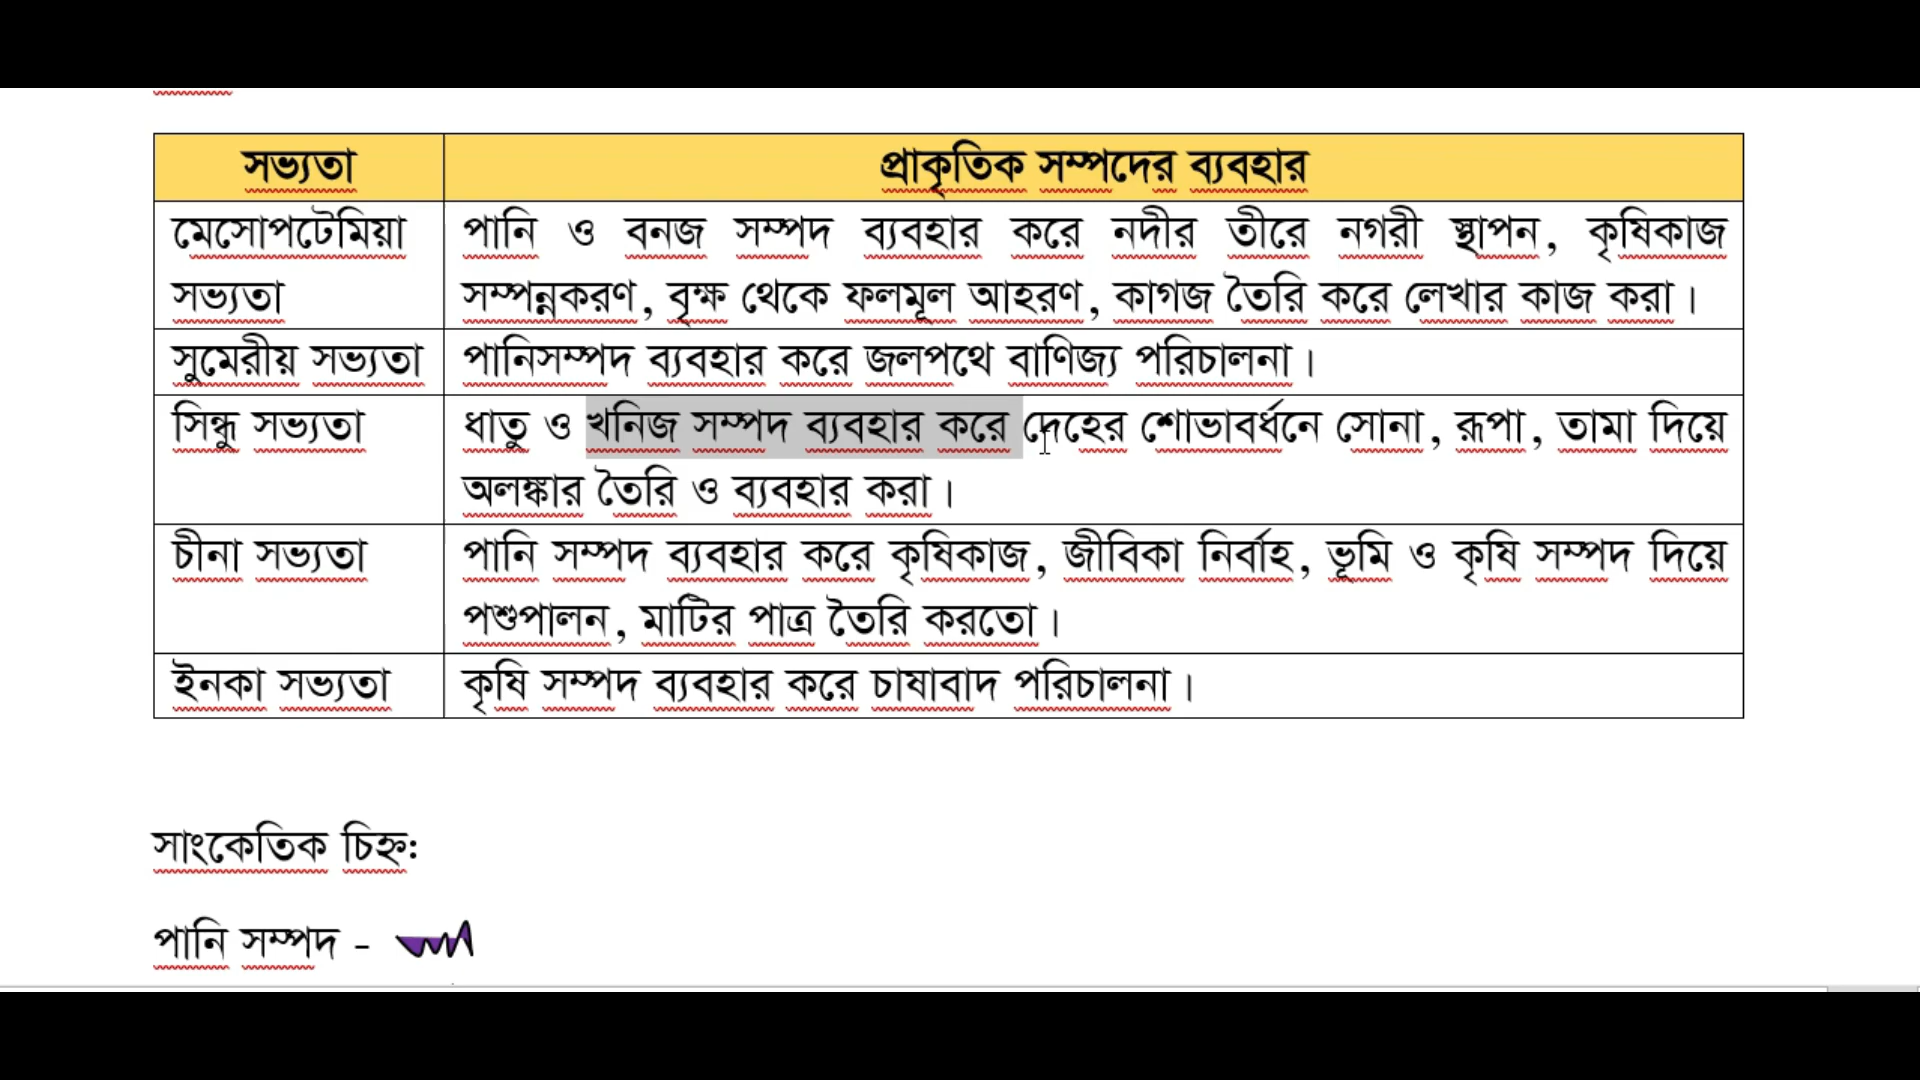 সভ্যতা প্রাকৃতিক সম্পদের ব্যবহার
মেসোপটেমিয়া পানি ও বনজ সম্পদ ব্যবহার করে নদীর তীরে নগরী স্থাপন, কৃষিকাজ
সভ্যতা সম্পন্নকরণ, বৃক্ষ থেকে ফলমূল আহরণ, কাগজ তৈরি করে লেখার কাজ করা।
সুমেরীয় সভ্যতা পানিসম্পদ ব্যবহার করে জলপথে বাণিজ্য পরিচালনা।
সিন্ধু সভ্যতা ধাতু ও খনিজ সম্পদ ব্যবহার করে দেহের শোভাবর্ধনে সোনা, রূপা, তামা দিয়ে
অলঙ্কার তৈরি ও ব্যবহার করা।
চীনা সভ্যতা পানি সম্পদ ব্যবহার করে কৃষিকাজ, জীবিকা নির্বাহ, ভূমি ও কৃষি সম্পদ দিয়ে
পশুপালন, মাটির পাত্র তৈরি করতো।
ইনকা সভ্যতা কৃষি সম্পদ ব্যবহার করে চাষাবাদ পরিচালনা।
সাংকেতিক চিহ্ন:
পানি সম্পদ -